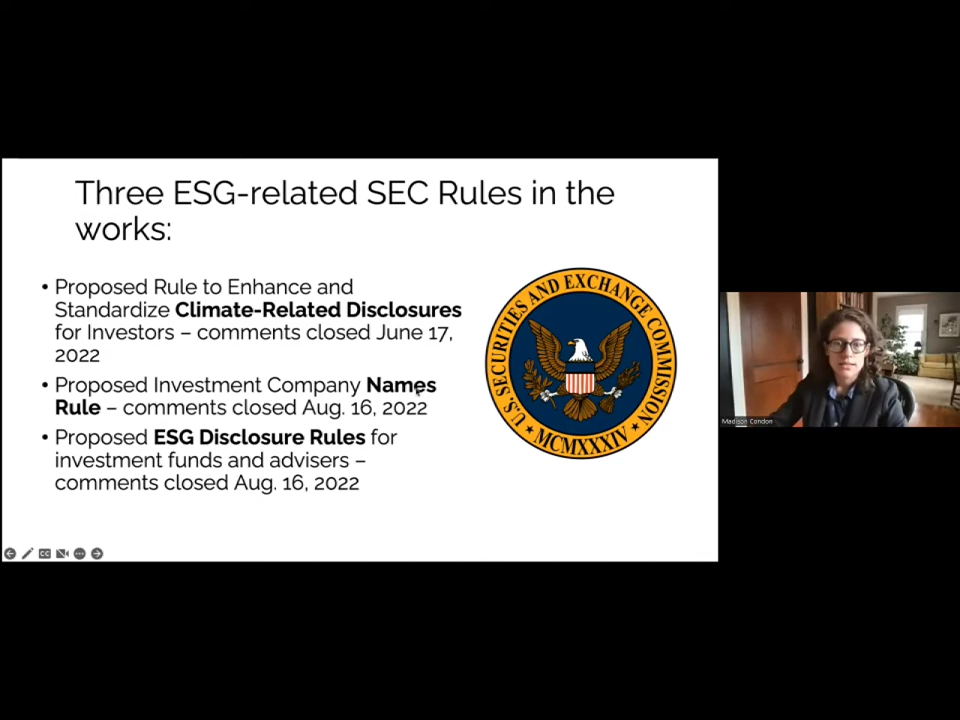 Three ESG-related SEC Rules in the
works:
• Proposed Rule to Enhance and
Standardize Climate-Related Disclosures
for Investors – comments closed June 17,
2022
• Proposed Investment Company Names
Rule – comments closed Aug. 16, 2022
• Proposed ESG Disclosure Rules for
investment funds and advisers –
comments closed Aug. 16, 2022
U.S. SECURITIES AND EXCHANGE COMMISSION
MCMXXXIV
CC
Madison Condon